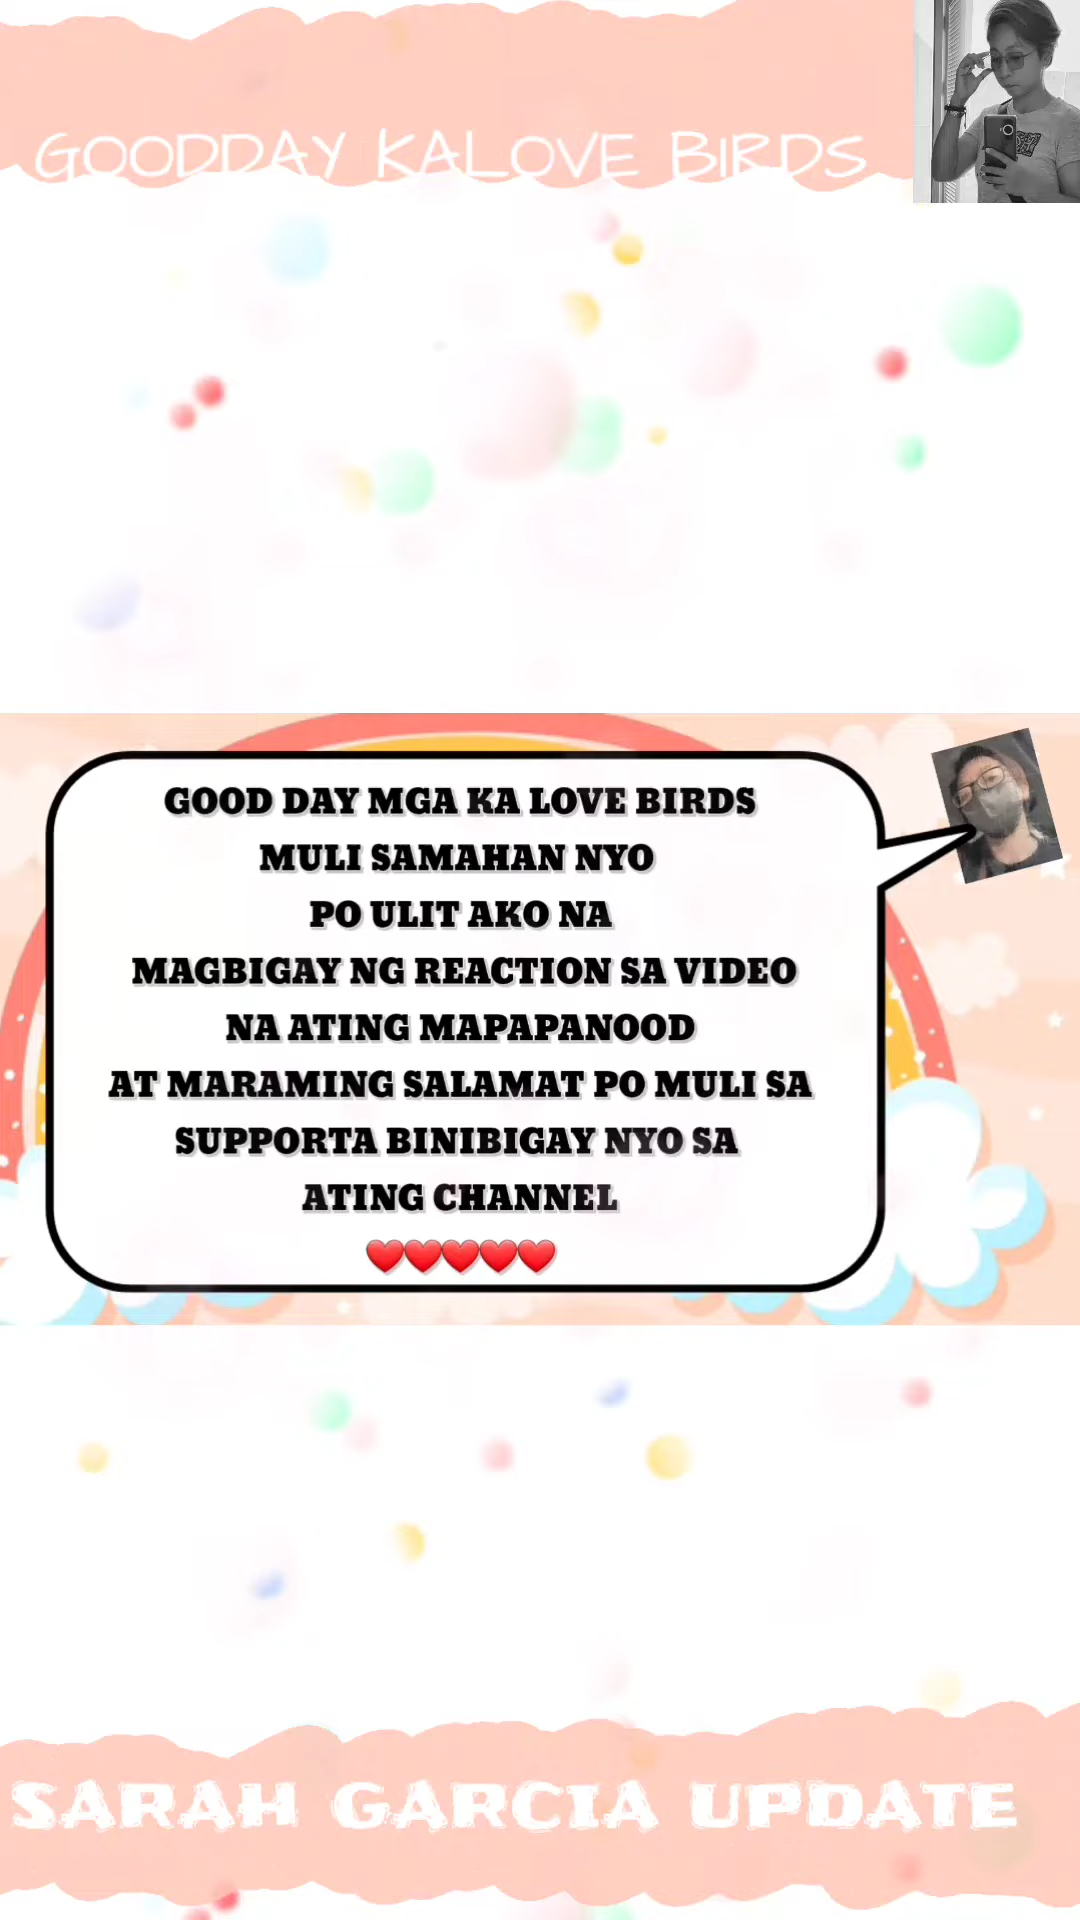 GOODDAY KALOVE BIRDS
GOOD DAY MGA KA LOVE BIRDS
MULI SAMAHAN NYO
PO ULIT AKO NA
MAGBIGAY NG REACTION SA VIDEO
NA ATING MAPAPANOOD
AT MARAMING SALAMAT PO MULI SA
SUPPORTA BINIBIGAY NYO SA
ATING CHANNEL
❤️❤️❤️❤️❤️
SARAH GARCIA UPDATE